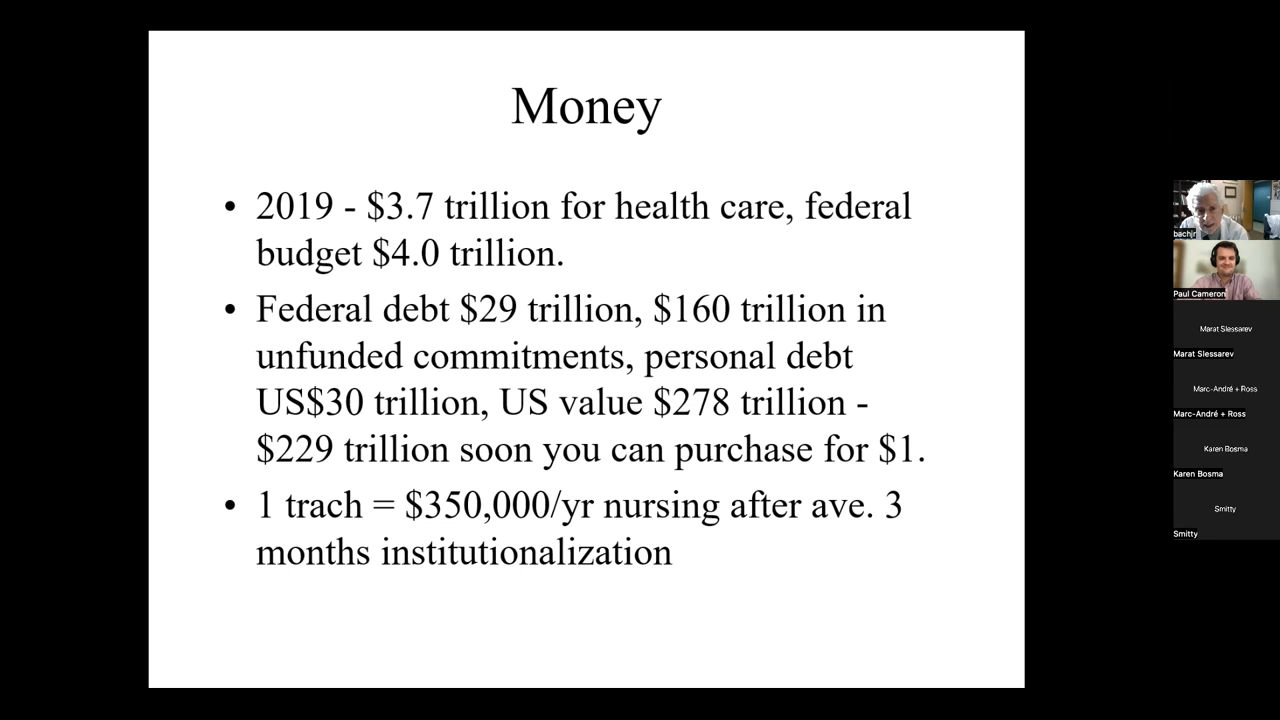 Money
• 2019 - $3.7 trillion for health care, federal
budget $4.0 trillion.
• Federal debt $29 trillion, $160 trillion in
unfunded commitments, personal debt
US$30 trillion, US value $278 trillion -
$229 trillion soon you can purchase for $1.
• 1 trach = $350,000/yr nursing after ave. 3
months institutionalization
bachjr
Paul Cameron
Marat Slessarev
Marat Slessarev
Marc-André + Ross
Marc-André + Ross
Karen Bosma
Karen Bosma
Smitty
Smitty